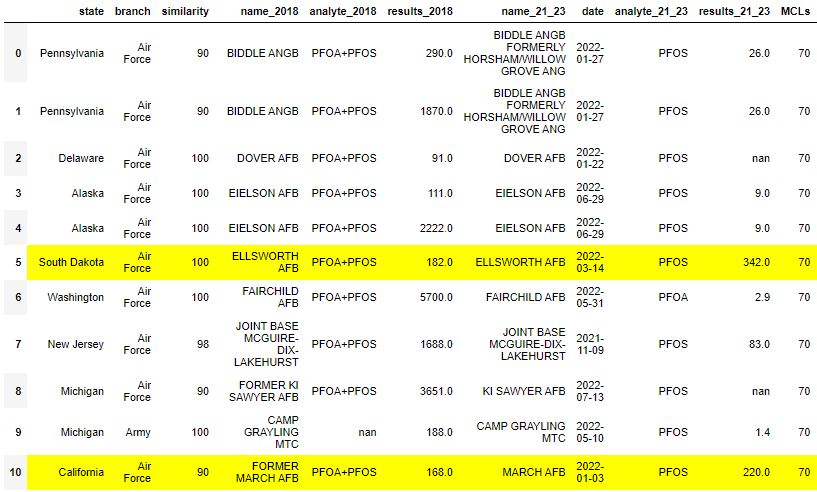 state branch similarity name_2018 analyte_2018 results_2018 name_21_23 date analyte_21_23 results_21_23 MCLs
0 Pennsylvania Air Force 90 BIDDLE ANGB PFOA+PFOS 290.0 BIDDLE ANGB FORMERLY HORSHAM/WILLOW GROVE ANG 2022-01-27 PFOS 26.0 70
1 Pennsylvania Air Force 90 BIDDLE ANGB PFOA+PFOS 1870.0 BIDDLE ANGB FORMERLY HORSHAM/WILLOW GROVE ANG 2022-01-27 PFOS 26.0 70
2 Delaware Air Force 100 DOVER AFB PFOA+PFOS 91.0 DOVER AFB 2022-01-22 PFOS nan 70
3 Alaska Air Force 100 EIELSON AFB PFOA+PFOS 111.0 EIELSON AFB 2022-06-29 PFOS 9.0 70
4 Alaska Air Force 100 EIELSON AFB PFOA+PFOS 2222.0 EIELSON AFB 2022-06-29 PFOS 9.0 70
5 South Dakota Air Force 100 ELLSWORTH AFB PFOA+PFOS 182.0 ELLSWORTH AFB 2022-03-14 PFOS 342.0 70
6 Washington Air Force 100 FAIRCHILD AFB PFOA+PFOS 5700.0 FAIRCHILD AFB 2022-05-31 PFOA 2.9 70
7 New Jersey Air Force 98 JOINT BASE MCGUIRE-DIX-LAKEHURST PFOA+PFOS 1688.0 JOINT BASE MCGUIRE-DIX-LAKEHURST 2021-11-09 PFOS 83.0 70
8 Michigan Air Force 90 FORMER KI SAWYER AFB PFOA+PFOS 3651.0 KI SAWYER AFB 2022-07-13 PFOS nan 70
9 Michigan Army 100 CAMP GRAYLING MTC nan 188.0 CAMP GRAYLING MTC 2022-05-10 PFOS 1.4 70
10 California Air Force 90 FORMER MARCH AFB PFOA+PFOS 168.0 MARCH AFB 2022-01-03 PFOS 220.0 70